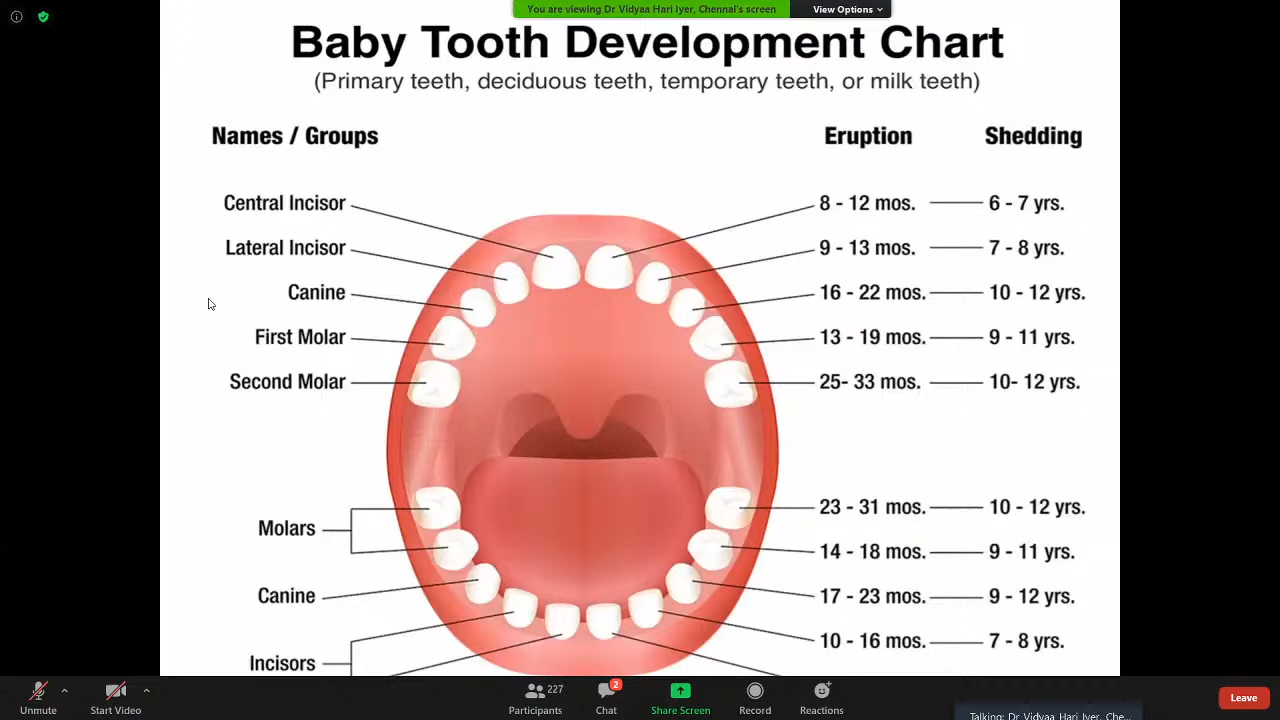 You are viewing Dr Vidyaa Hari Iyer, Chennai's screen
View Options
Baby Tooth Development Chart
(Primary teeth, deciduous teeth, temporary teeth, or milk teeth)
Names / Groups Eruption Shedding
Central Incisor 8 - 12 mos. 6 - 7 yrs.
Lateral Incisor 9 - 13 mos. 7 - 8 yrs.
Canine 16 - 22 mos. 10 - 12 yrs.
First Molar 13 - 19 mos. 9 - 11 yrs.
Second Molar 25- 33 mos. 10- 12 yrs.
23 - 31 mos. 10 - 12 yrs.
Molars
14 - 18 mos. 9 - 11 yrs.
Canine 17 - 23 mos. 9 - 12 yrs.
10 - 16 mos. 7 - 8 yrs.
Incisors
Unmute Start Video Participants 227 Chat 2 Share Screen Record Reactions Leave
Talking: Dr Vidyaa Hari Iyer, Che...